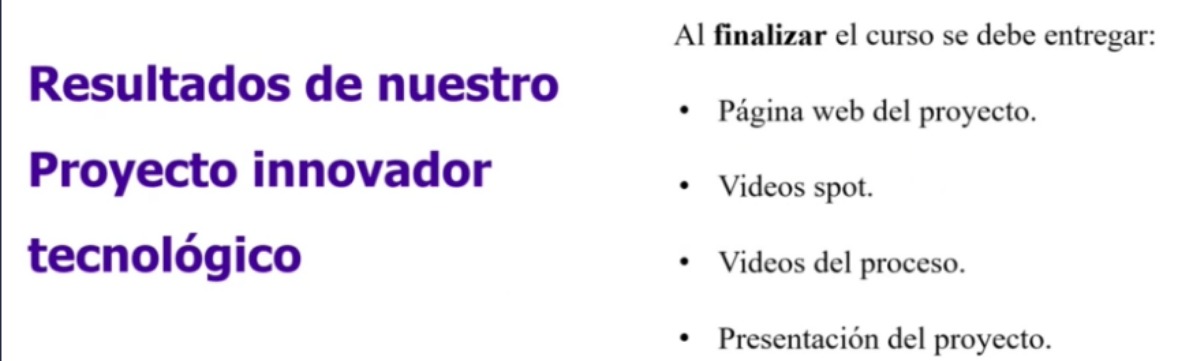 Resultados de nuestro
Proyecto innovador
tecnológico
Al finalizar el curso se debe entregar:
• Página web del proyecto.
• Videos spot.
• Videos del proceso.
• Presentación del proyecto.